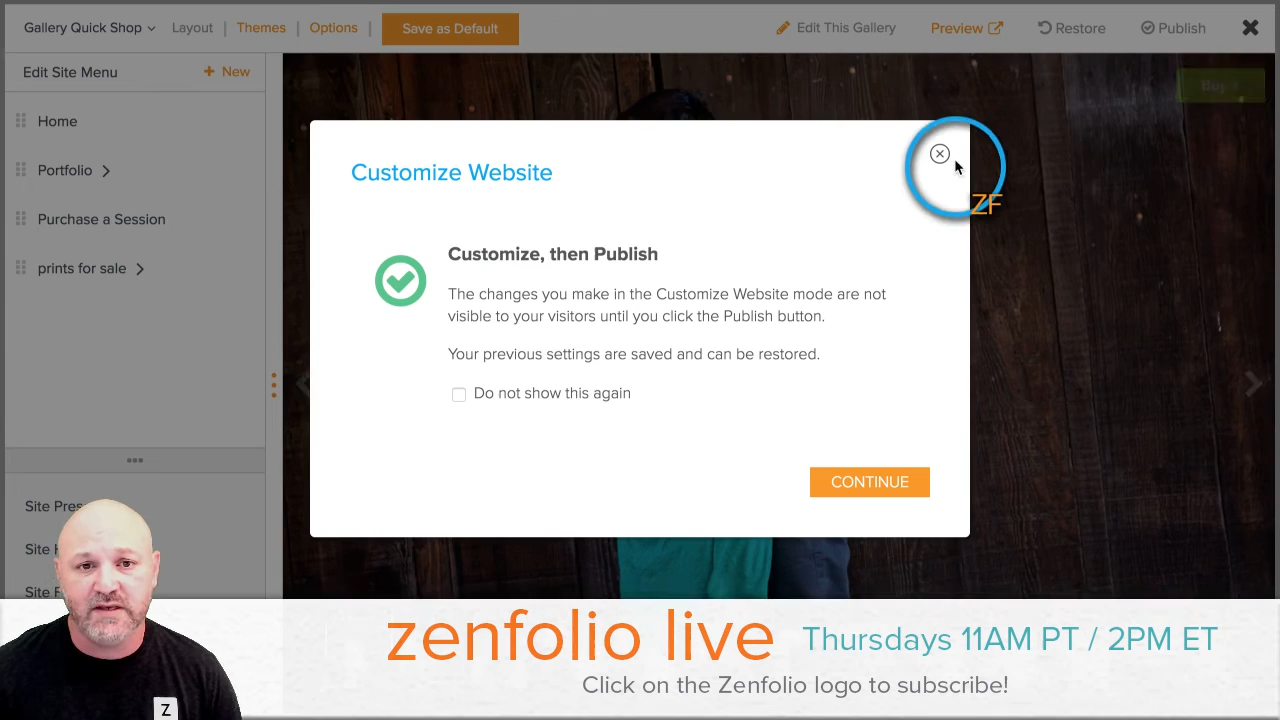 Gallery Quick Shop
Layout
Themes
Options
Save as Default
Edit This Gallery
Preview
Restore
Publish
Edit Site Menu
+ New
Home
Portfolio
Purchase a Session
prints for sale
Customize Website
ZF
Customize, then Publish
The changes you make in the Customize Website mode are not
visible to your visitors until you click the Publish button.
Your previous settings are saved and can be restored.
Do not show this again
CONTINUE
Site
Site
Site
zenfolio live
Thursdays 11AM PT / 2PM ET
Click on the Zenfolio logo to subscribe!
Z